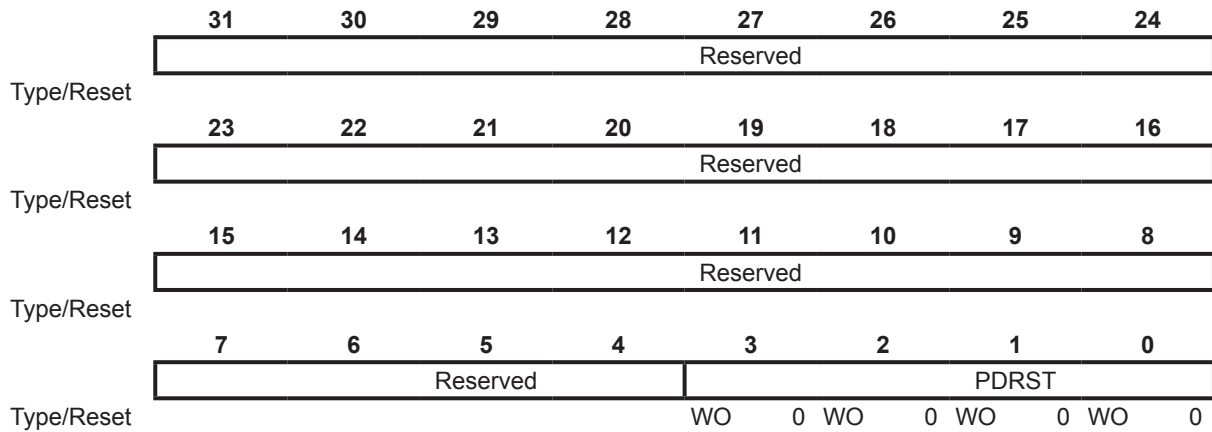 31 30 29 28 27 26 25 24
Reserved
Type/Reset
23 22 21 20 19 18 17 16
Reserved
Type/Reset
15 14 13 12 11 10 9 8
Reserved
Type/Reset
7 6 5 4 3 2 1 0
Reserved PDRST
Type/Reset WO 0 WO 0 WO 0 WO 0